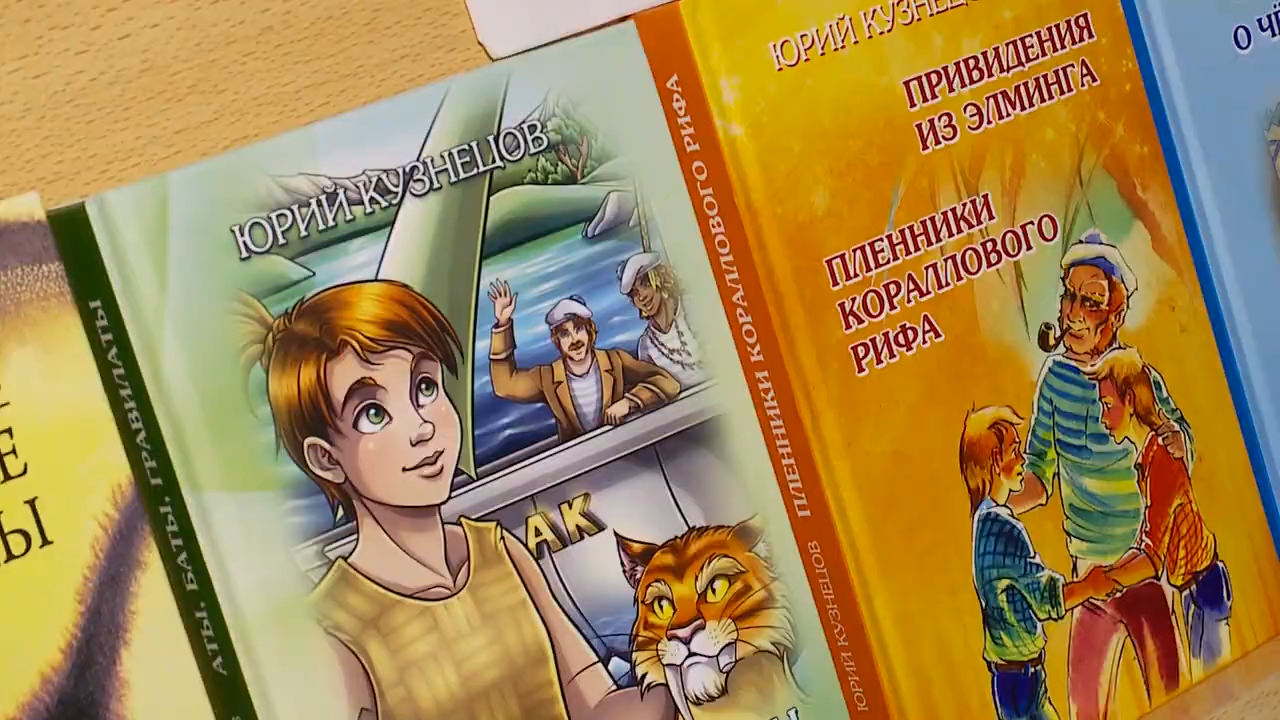 АТЫ, БАТЫ, ГРАВИЛАТЫ
ЮРИЙ КУЗНЕЦОВ
АК
ЮРИЙ КУЗНЕЦОВ ПЛЕННИКИ КОРАЛЛОВОГО РИФА
ЮРИЙ КУЗНЕЦОВ
ПРИВИДЕНИЯ
ИЗ ЭЛМИНГА
ПЛЕННИКИ
КОРАЛЛОВОГО
РИФА